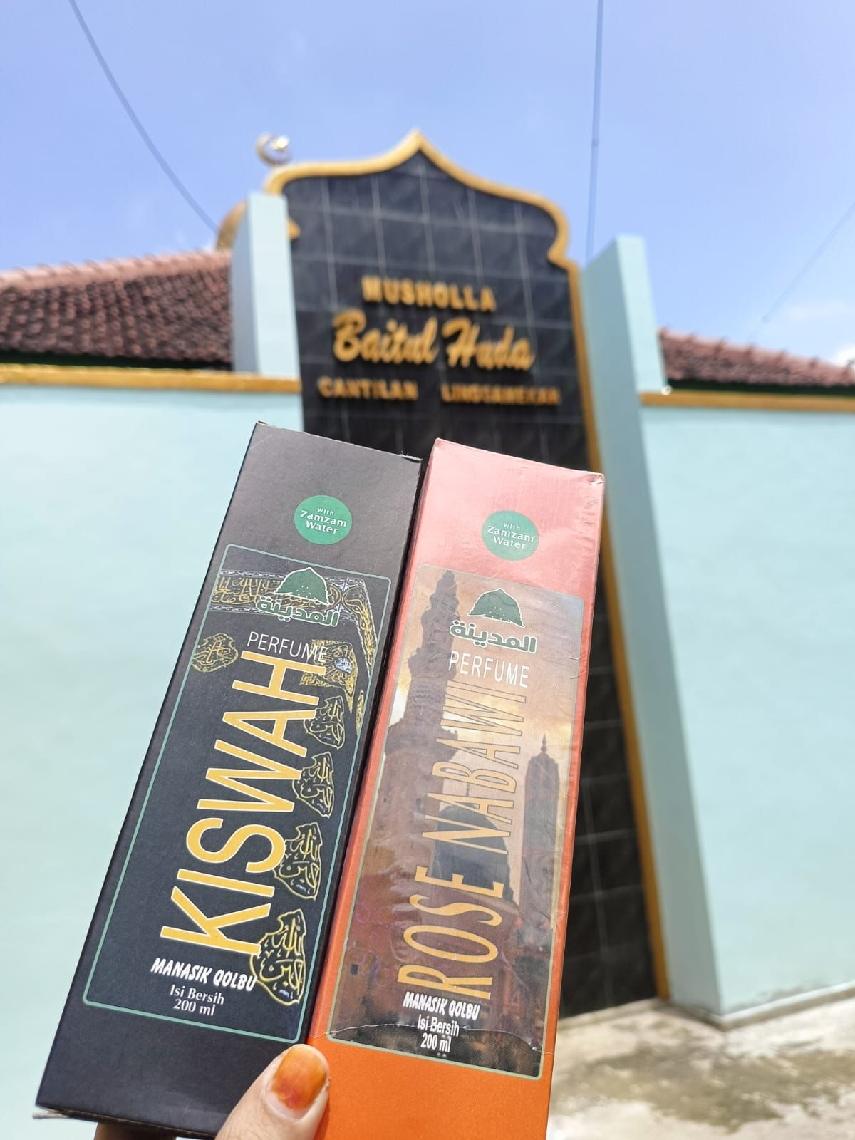 MUSHOLLA
Baitul Huda
CANTILAN LINGGAMEKAR
with
Zamzam
Water
المدينة
PERFUME
KISWAH
MANASIK QOLBU
Isi Bersih
200 ml
with
Zamzam
Water
المدينة
PERFUME
ROSE NABAWI
MANASIK QOLBU
Isi Bersih
200 ml